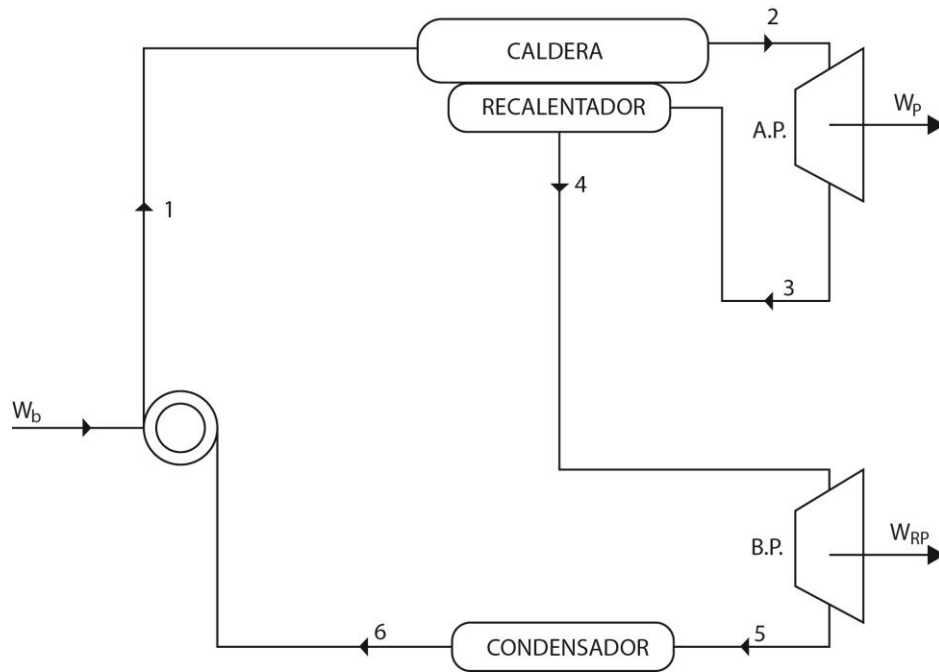 2
CALDERA
RECALENTADOR
A.P.
W_P
4
1
3
W_b
W_RP
B.P.
6
CONDENSADOR
5